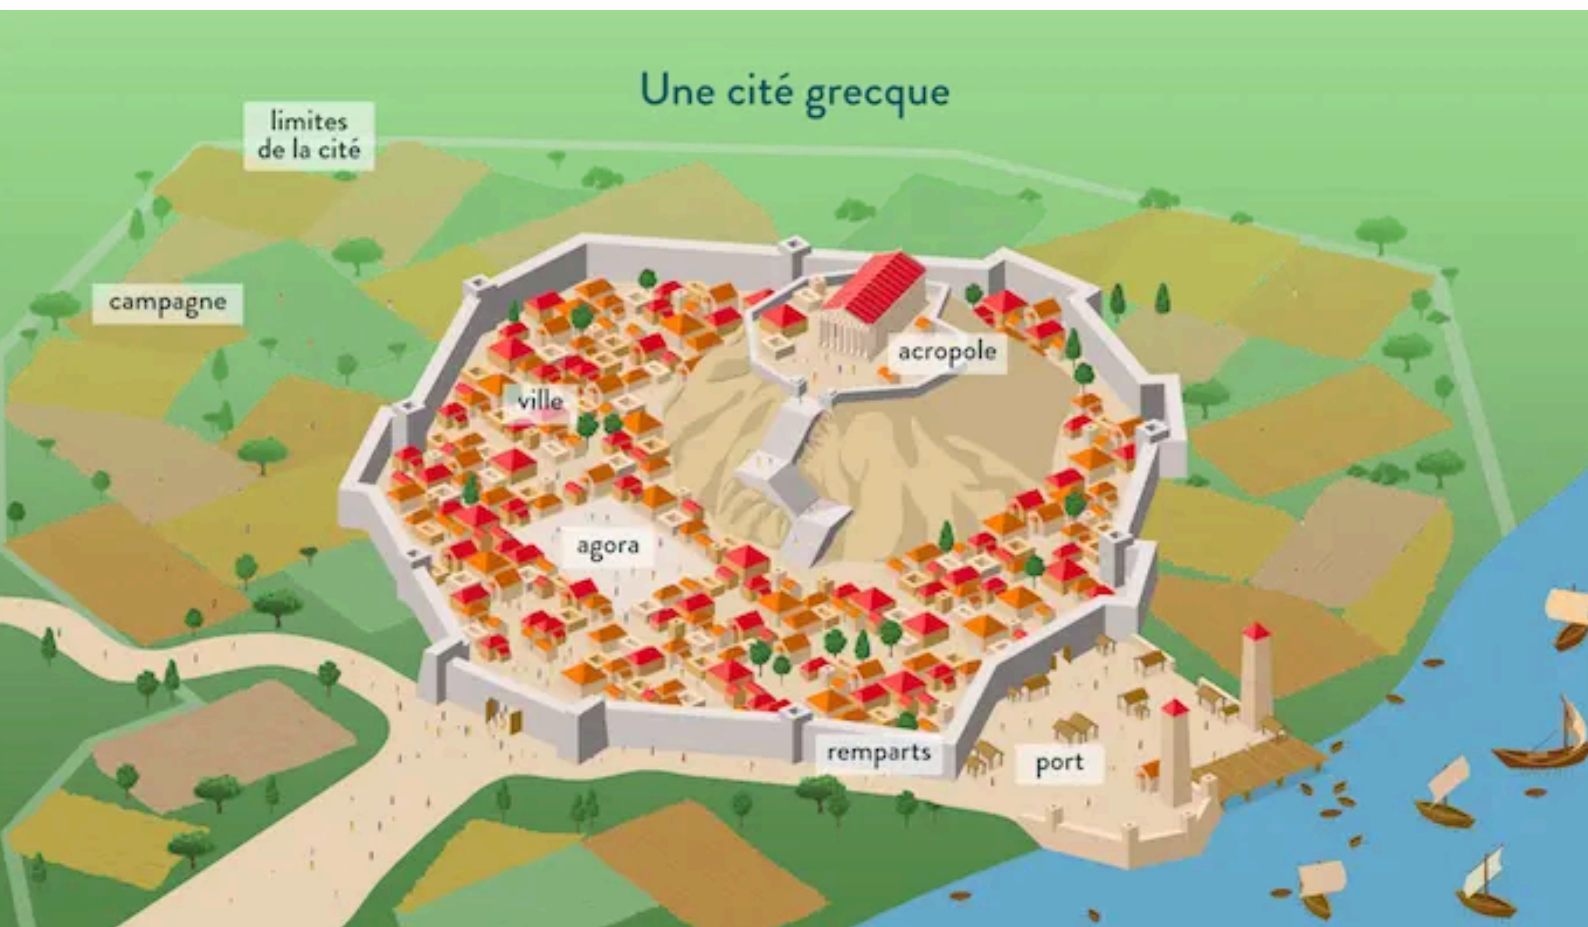 Une cité grecque
limites
de la cité
campagne
acropole
ville
agora
remparts
port